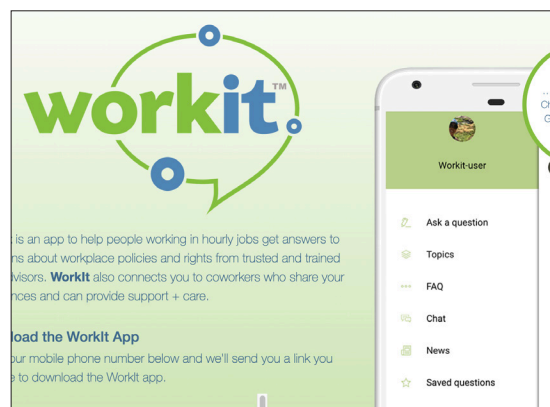 workit™
t is an app to help people working in hourly jobs get answers to
ns about workplace policies and rights from trusted and trained
dvisors. WorkIt also connects you to coworkers who share your
nces and can provide support + care.
load the WorkIt App
our mobile phone number below and we'll send you a link you
e to download the WorkIt app.
Workit-user
Ask a question
Topics
FAQ
Chat
News
Saved questions
Ch
G